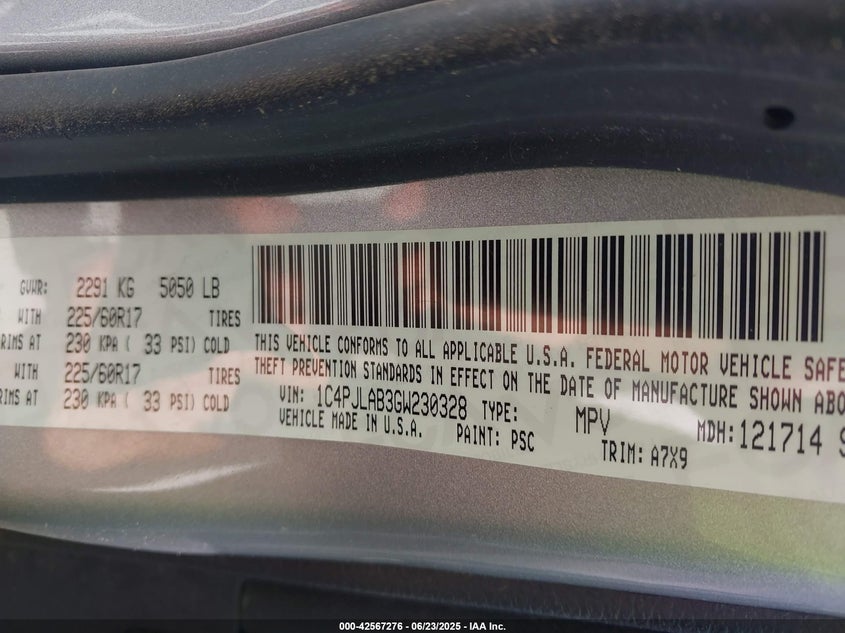 GVWR: 2291 KG 5050 LB
WITH 225/60R17 TIRES
RIMS AT 230 KPA ( 33 PSI) COLD
WITH 225/60R17 TIRES
RIMS AT 230 KPA ( 33 PSI) COLD
THIS VEHICLE CONFORMS TO ALL APPLICABLE U.S.A. FEDERAL MOTOR VEHICLE SAFE
THEFT PREVENTION STANDARDS IN EFFECT ON THE DATE OF MANUFACTURE SHOWN ABO
VIN: 1C4PJLAB3GW230328 TYPE: MPV MDH: 121714 S
VEHICLE MADE IN U.S.A. PAINT: PSC TRIM: A7X9
000-42567276 - 06/23/2025 - IAA Inc.